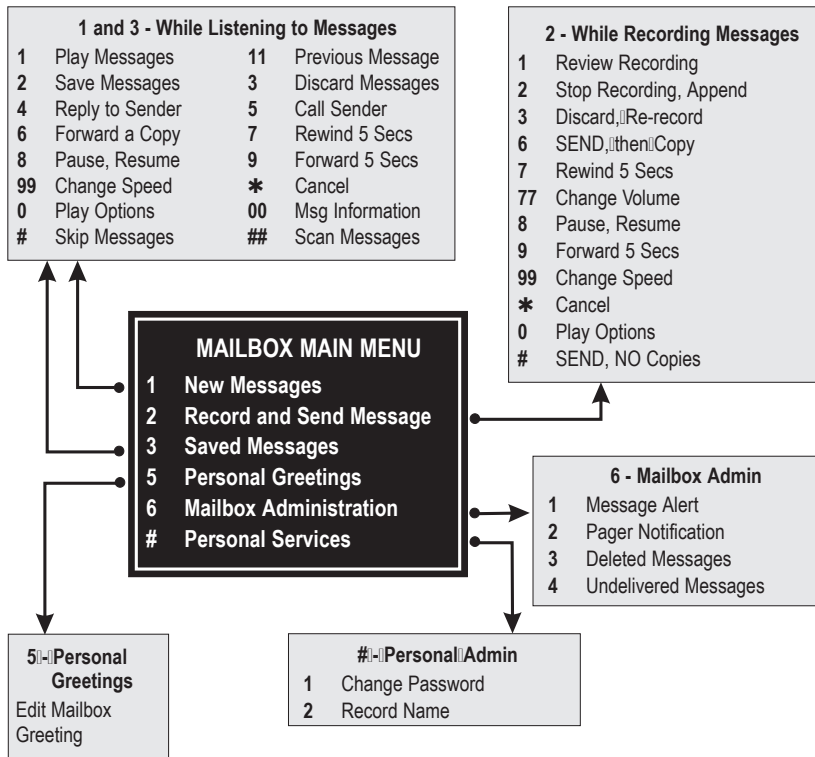 1 and 3 - While Listening to Messages
1 Play Messages 11 Previous Message
2 Save Messages 3 Discard Messages
4 Reply to Sender 5 Call Sender
6 Forward a Copy 7 Rewind 5 Secs
8 Pause, Resume 9 Forward 5 Secs
99 Change Speed ✱ Cancel
0 Play Options 00 Msg Information
# Skip Messages ## Scan Messages
2 - While Recording Messages
1 Review Recording
2 Stop Recording, Append
3 Discard,▯Re-record
6 SEND,▯then▯Copy
7 Rewind 5 Secs
77 Change Volume
8 Pause, Resume
9 Forward 5 Secs
99 Change Speed
✱ Cancel
0 Play Options
# SEND, NO Copies
MAILBOX MAIN MENU
1 New Messages
2 Record and Send Message
3 Saved Messages
5 Personal Greetings
6 Mailbox Administration
# Personal Services
6 - Mailbox Admin
1 Message Alert
2 Pager Notification
3 Deleted Messages
4 Undelivered Messages
5▯-▯Personal
Greetings
Edit Mailbox
Greeting
#▯-▯Personal▯Admin
1 Change Password
2 Record Name